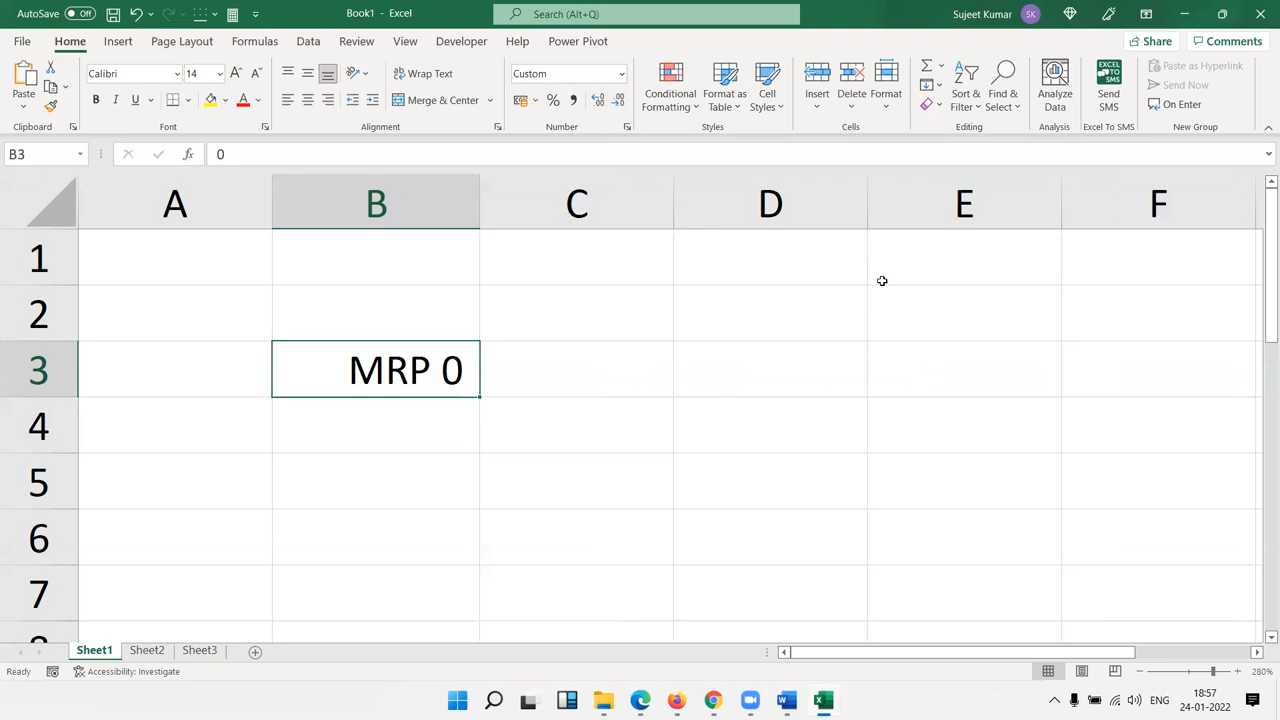 AutoSave Off Book1 - Excel Search (Alt+Q) Sujeet Kumar SK
File Home Insert Page Layout Formulas Data Review View Developer Help Power Pivot Share Comments
Paste Calibri 14 Wrap Text Custom Conditional Formatting Format as Table Cell Styles Insert Delete Format Sort & Filter Find & Select Analyze Data Send SMS Paste as Hyperlink
Send Now
B I U A Merge & Center % On Enter
Clipboard Font Alignment Number Styles Cells Editing Analysis Excel To SMS New Group
B3 fx 0
A B C D E F
1
2
3 MRP 0
4
5
6
7
Sheet1 Sheet2 Sheet3
Ready Accessibility: Investigate 280%
ENG 18:57
24-01-2022